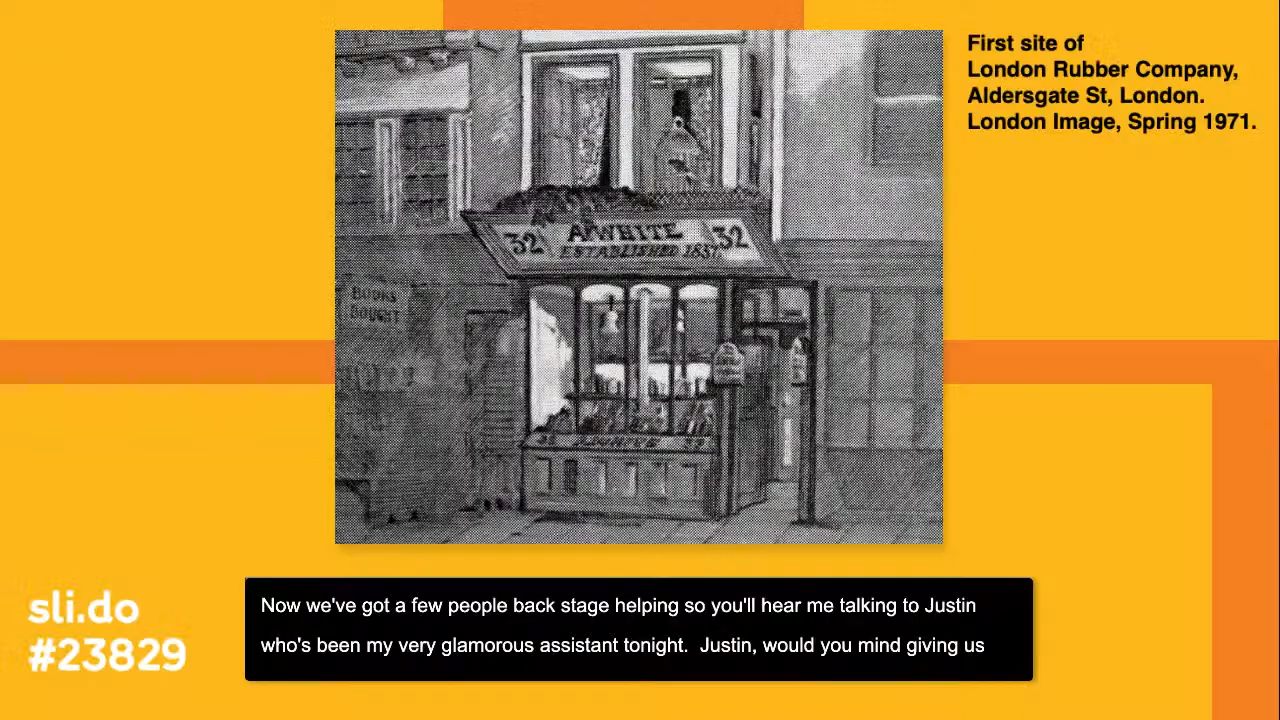 First site of
London Rubber Company,
Aldersgate St, London.
London Image, Spring 1971.
32 A. WHITE 32
ESTABLISHED 1837
BOOKS
BOUGHT
sli.do
#23829
Now we've got a few people back stage helping so you'll hear me talking to Justin
who's been my very glamorous assistant tonight.  Justin, would you mind giving us